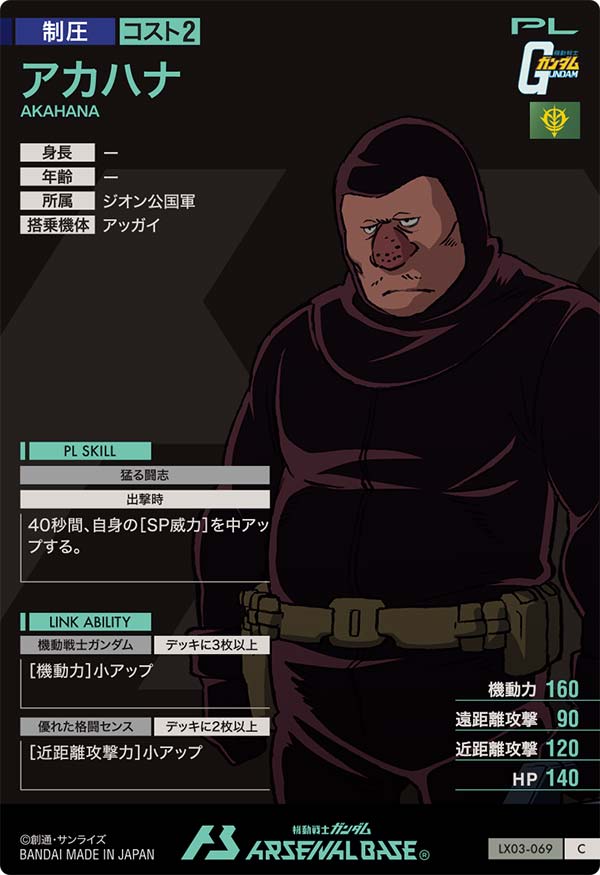 制圧 コスト2
PL
アカハナ
AKAHANA
機動戦士
ガンダム
GUNDAM
身長 ー
年齢 ー
所属 ジオン公国軍
搭乗機体 アッガイ
PL SKILL
猛る闘志
出撃時
40秒間、自身の[SP威力]を中アッ
プする。
LINK ABILITY
機動戦士ガンダム デッキに3枚以上
[機動力]小アップ
優れた格闘センス デッキに2枚以上
[近距離攻撃力]小アップ
機動力 160
遠距離攻撃 90
近距離攻撃 120
HP 140
©創通・サンライズ
BANDAI MADE IN JAPAN
機動戦士ガンダム
AB ARSENAL BASE®
LX03-069 C